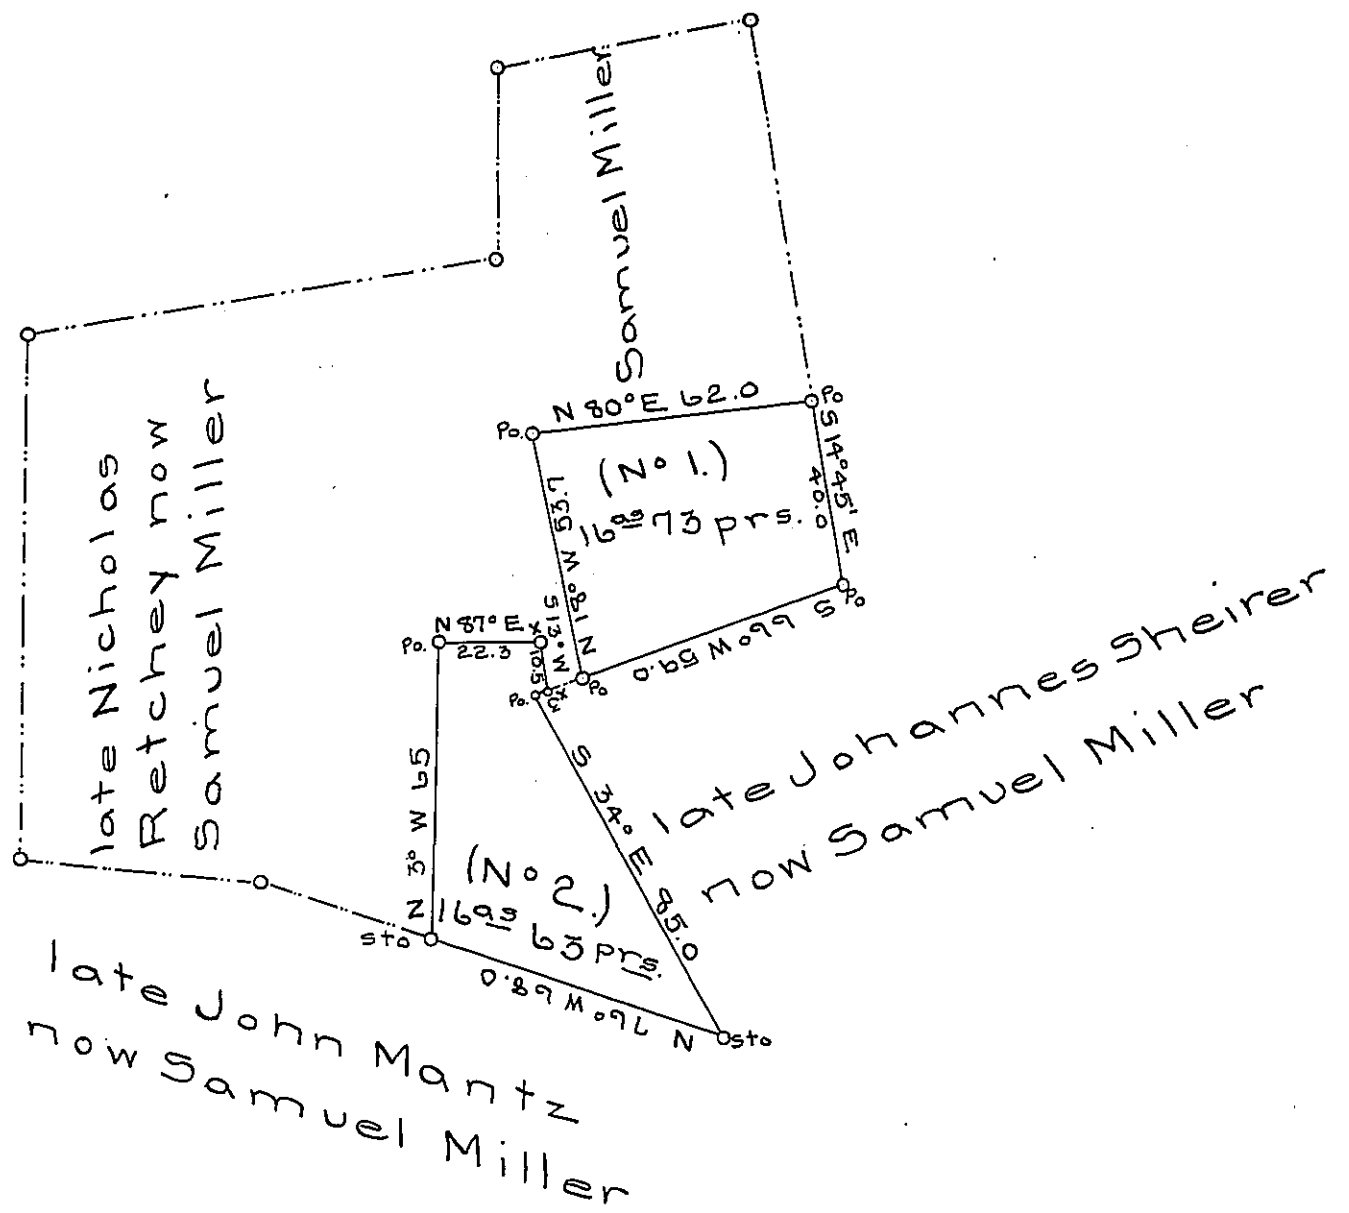 Samuel Miller
N 80° E 62.0
Po.
Po
(No 1.)
16as 73 prs.
S 14° 45' E
40.0
N 18° W 53.7
Po
S 66° W 59.0
Po
N 87° E
22.3
Po.
x
S 13° W
10.5
x
3
Po.
late Nicholas
Retchey now
Samuel Miller
N 3° W 65
S 34° E 85.0
(No 2.)
16as 63 prs.
sto
N 76° W 68.0
sto
late Johannes Sheirer
now Samuel Miller
late John Mantz
now Samuel Miller